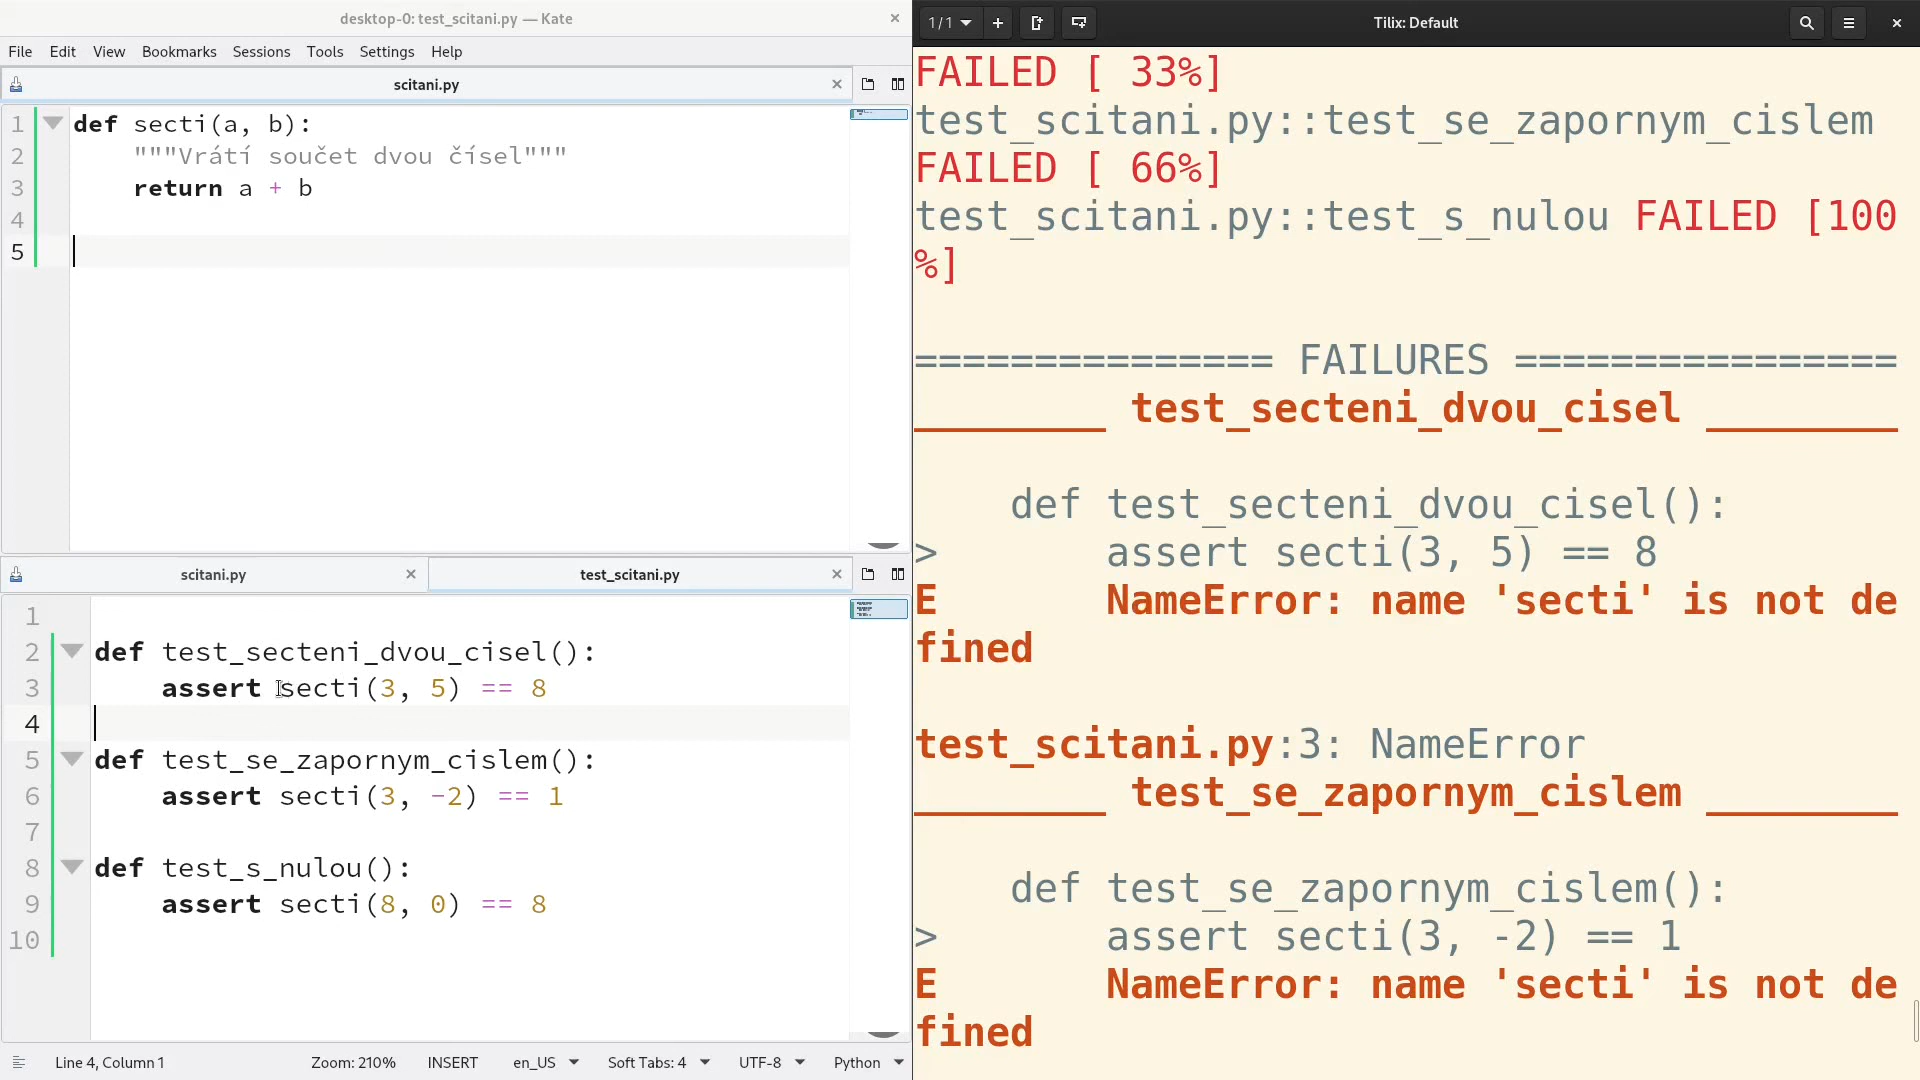 desktop-0: test_scitani.py — Kate
File Edit View Bookmarks Sessions Tools Settings Help
scitani.py
1 def secti(a, b):
2 """Vrátí součet dvou čísel"""
3 return a + b
4
5
scitani.py test_scitani.py
1
2 def test_secteni_dvou_cisel():
3 assert secti(3, 5) == 8
4
5 def test_se_zapornym_cislem():
6 assert secti(3, -2) == 1
7
8 def test_s_nulou():
9 assert secti(8, 0) == 8
10
Line 4, Column 1 Zoom: 210% INSERT en_US Soft Tabs: 4 UTF-8 Python
1 / 1 Tilix: Default
FAILED [ 33%]
test_scitani.py::test_se_zapornym_cislem
FAILED [ 66%]
test_scitani.py::test_s_nulou FAILED [100
%]
=============== FAILURES ================
________ test_secteni_dvou_cisel ________
def test_secteni_dvou_cisel():
> assert secti(3, 5) == 8
E NameError: name 'secti' is not de
fined
test_scitani.py:3: NameError
________ test_se_zapornym_cislem ________
def test_se_zapornym_cislem():
> assert secti(3, -2) == 1
E NameError: name 'secti' is not de
fined